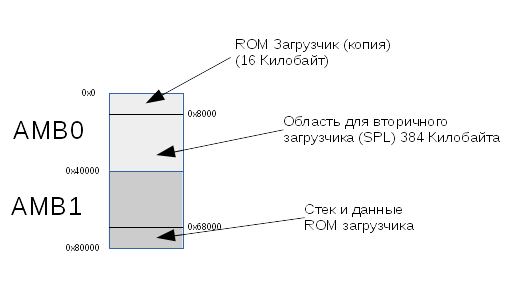 ROM Загрузчик (копия)
(16 Килобайт)
0x0
0x8000
AMB0
Область для вторичного
загрузчика (SPL) 384 Килобайта
0x40000
AMB1
Стек и данные
ROM загрузчика
0x68000
0x80000